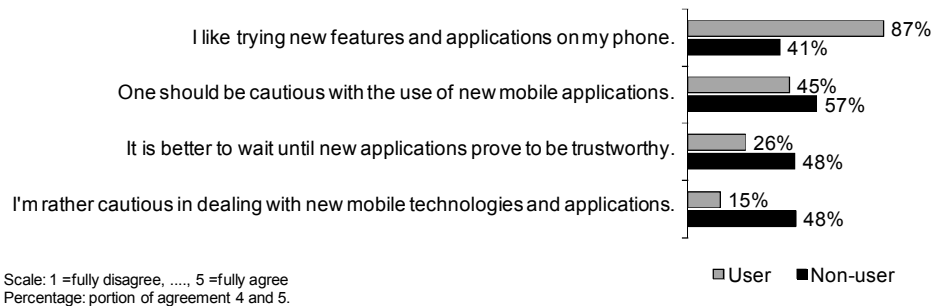 I like trying new features and applications on my phone.
87%
41%
One should be cautious with the use of new mobile applications.
45%
57%
It is better to wait until new applications prove to be trustworthy.
26%
48%
I'm rather cautious in dealing with new mobile technologies and applications.
15%
48%
Scale: 1 =fully disagree, ...., 5 =fully agree
Percentage: portion of agreement 4 and 5.
User Non-user